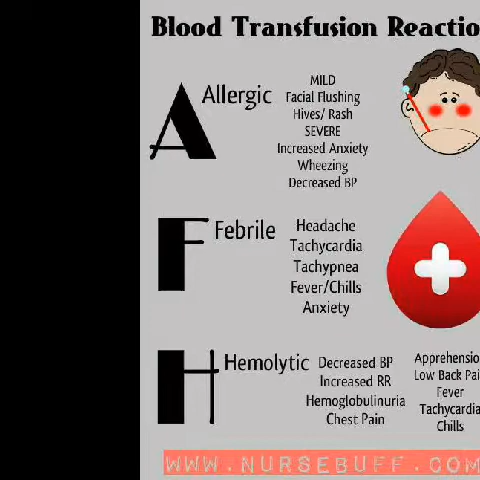 Blood Transfusion Reactio
A Allergic
MILD
Facial Flushing
Hives/ Rash
SEVERE
Increased Anxiety
Wheezing
Decreased BP
F Febrile
Headache
Tachycardia
Tachypnea
Fever/Chills
Anxiety
H Hemolytic
Decreased BP
Increased RR
Hemoglobulinuria
Chest Pain
Apprehensio
Low Back Pai
Fever
Tachycardia
Chills
WWW.NURSEBUFF.COM